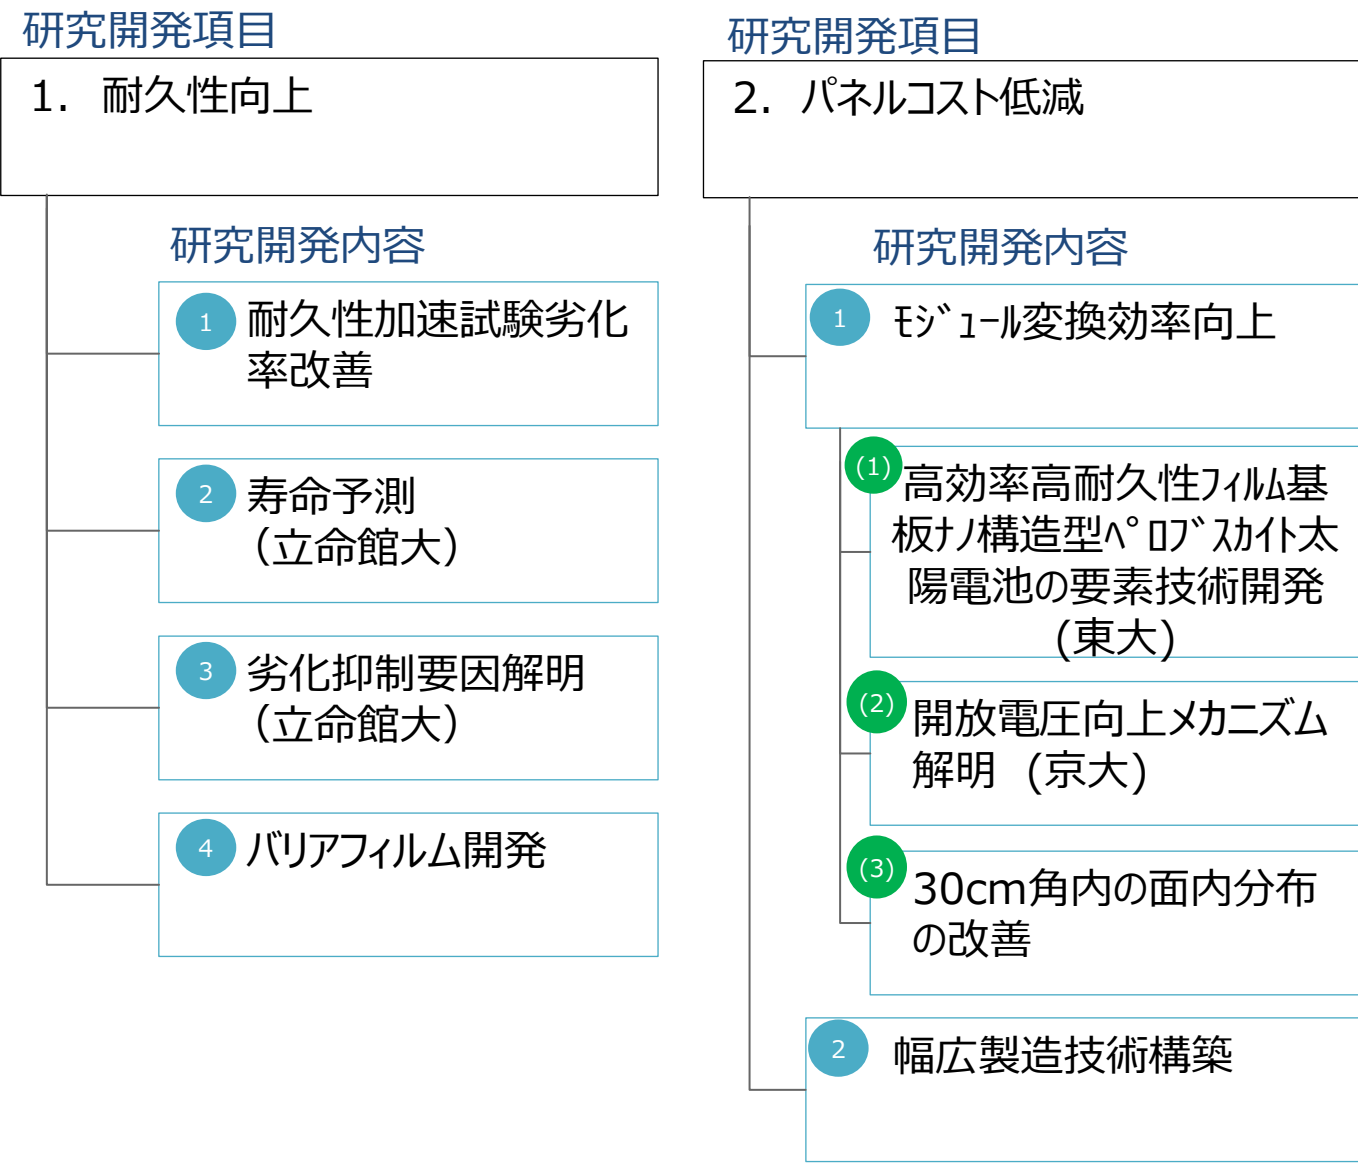 研究開発項目
1. 耐久性向上
研究開発内容
1 耐久性加速試験劣化
率改善
2 寿命予測
（立命館大）
3 劣化抑制要因解明
（立命館大）
4 バリアフィルム開発
研究開発項目
2. パネルコスト低減
研究開発内容
1 ﾓｼﾞｭｰﾙ変換効率向上
(1) 高効率高耐久性ﾌｨﾙﾑ基
板ﾅﾉ構造型ﾍﾟﾛﾌﾞｽｶｲﾄ太
陽電池の要素技術開発
(東大)
(2) 開放電圧向上メカニズム
解明 (京大)
(3) 30cm角内の面内分布
の改善
2 幅広製造技術構築